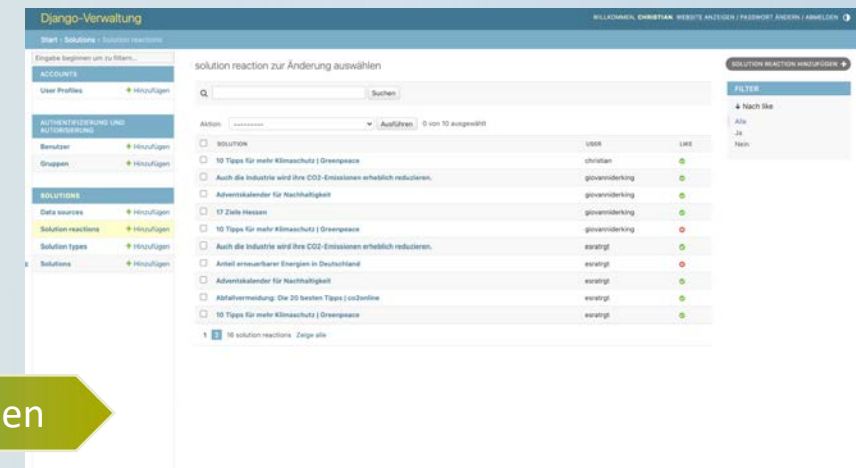 Django-Verwaltung
WILLKOMMEN, CHRISTIAN. WEBSITE ANZEIGEN / PASSWORT ÄNDERN / ABMELDEN
Start › Solutions › Solution reactions
Eingabe beginnen um zu filtern...
ACCOUNTS
User Profiles + Hinzufügen
AUTHENTIFIZIERUNG UND
AUTORISIERUNG
Benutzer + Hinzufügen
Gruppen + Hinzufügen
SOLUTIONS
Data sources + Hinzufügen
Solution reactions + Hinzufügen
Solution types + Hinzufügen
Solutions + Hinzufügen
solution reaction zur Änderung auswählen
Suchen
Aktion: --------- Ausführen 0 von 10 ausgewählt
SOLUTION USER LIKE
10 Tipps für mehr Klimaschutz | Greenpeace christian
Auch die Industrie wird ihre CO2-Emissionen erheblich reduzieren. giovanniderking
Adventskalender für Nachhaltigkeit giovanniderking
17 Ziele Hessen giovanniderking
10 Tipps für mehr Klimaschutz | Greenpeace giovanniderking
Auch die Industrie wird ihre CO2-Emissionen erheblich reduzieren. esratrgt
Anteil erneuerbarer Energien in Deutschland esratrgt
Adventskalender für Nachhaltigkeit esratrgt
Abfallvermeidung: Die 20 besten Tipps | co2online esratrgt
10 Tipps für mehr Klimaschutz | Greenpeace esratrgt
1 2 16 solution reactions Zeige alle
SOLUTION REACTION HINZUFÜGEN +
FILTER
↓ Nach like
Alle
Ja
Nein
en